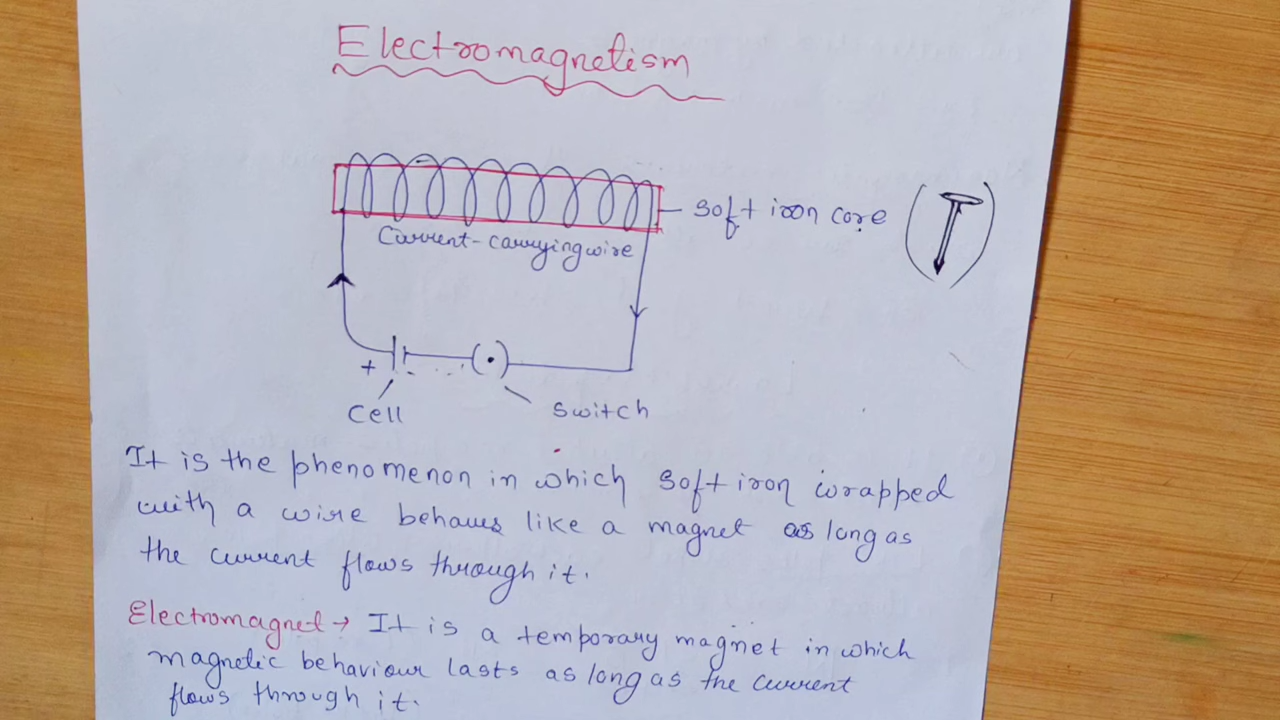 Electromagnetism
soft iron core
Current-carrying wire
+
Cell
Switch
It is the phenomenon in which soft iron wrapped
with a wire behaves like a magnet as long as
the current flows through it.
Electromagnet → It is a temporary magnet in which
magnetic behaviour lasts as long as the current
flows through it.